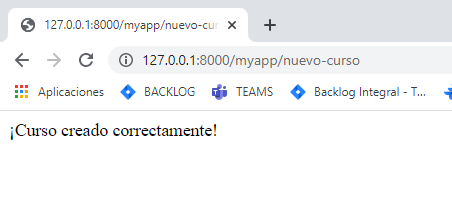 127.0.0.1:8000/myapp/nuevo-cur
127.0.0.1:8000/myapp/nuevo-curso
Aplicaciones BACKLOG TEAMS Backlog Integral - T...
¡Curso creado correctamente!